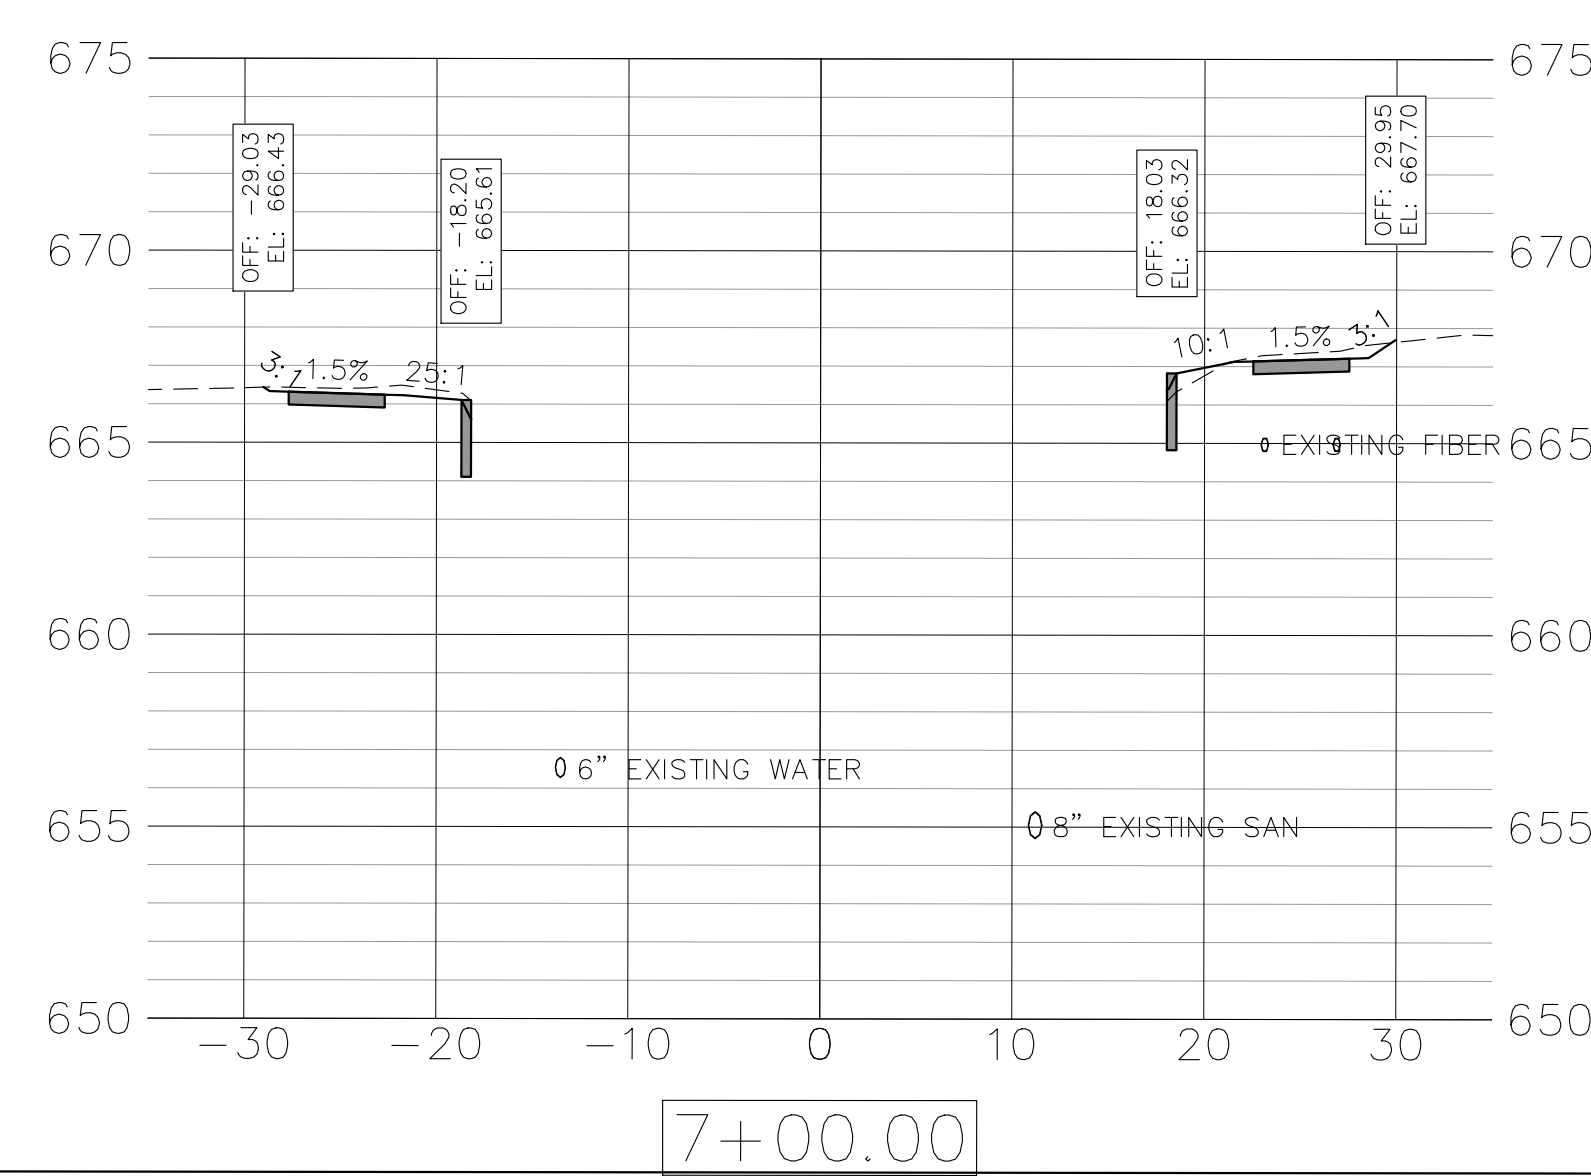 675
675
OFF: -29.03
EL: 666.43
OFF: -18.20
EL: 665.61
OFF: 18.03
EL: 666.32
OFF: 29.95
EL: 667.70
670
670
3:1
1.5%
25:1
10:1
1.5%
3:1
665
EXISTING FIBER
665
660
660
6" EXISTING WATER
655
8" EXISTING SAN
655
650
650
-30
-20
-10
0
10
20
30
7+00.00